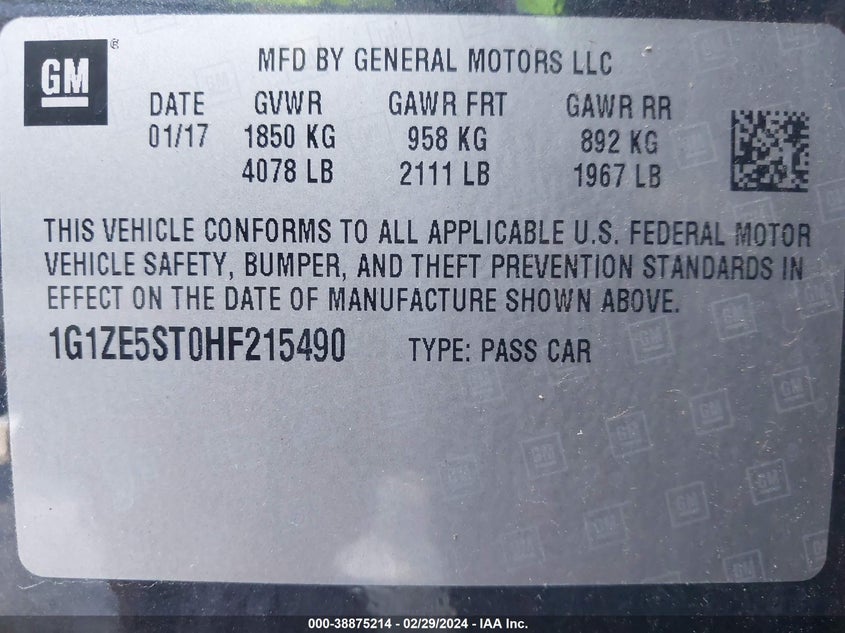 GM ®
MFD BY GENERAL MOTORS LLC
DATE GVWR GAWR FRT GAWR RR
01/17 1850 KG 958 KG 892 KG
4078 LB 2111 LB 1967 LB
THIS VEHICLE CONFORMS TO ALL APPLICABLE U.S. FEDERAL MOTOR
VEHICLE SAFETY, BUMPER, AND THEFT PREVENTION STANDARDS IN
EFFECT ON THE DATE OF MANUFACTURE SHOWN ABOVE.
1G1ZE5ST0HF215490 TYPE: PASS CAR
000-38875214 - 02/29/2024 - IAA Inc.